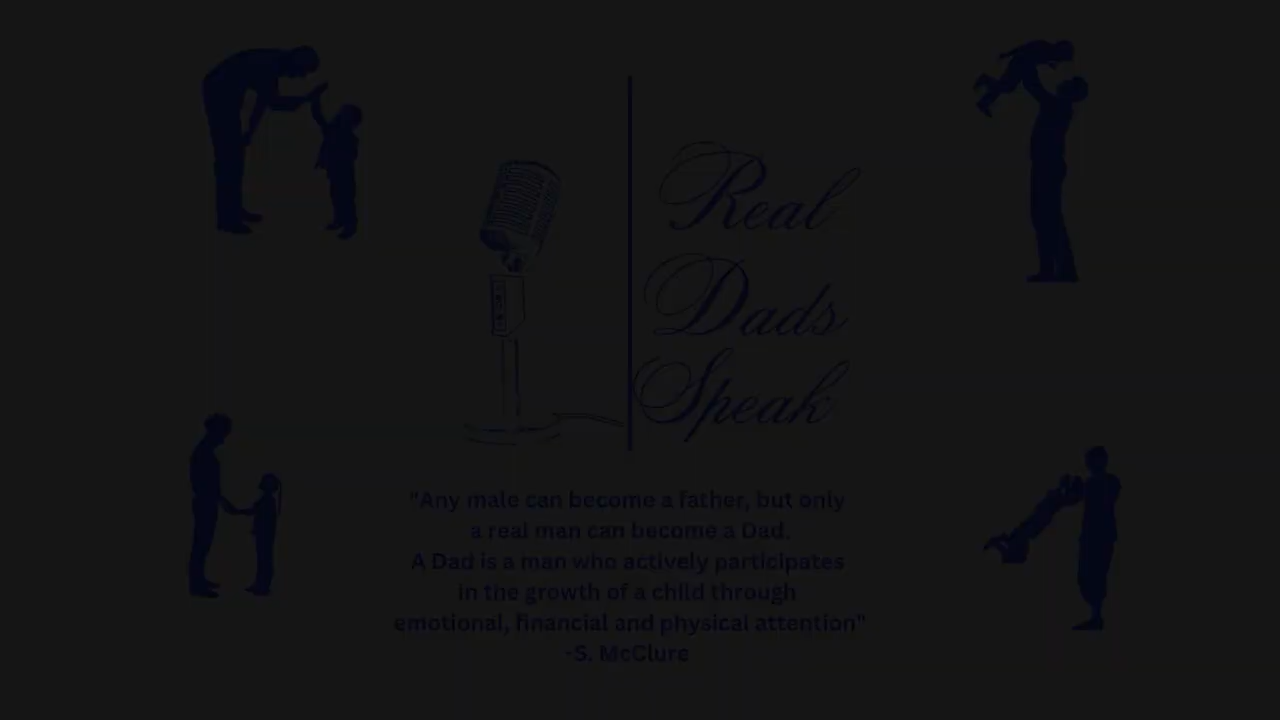 Real
Dads
Speak
"Any male can become a father, but only
a real man can become a Dad.
A Dad is a man who actively participates
in the growth of a child through
emotional, financial and physical attention"
-S. McClure